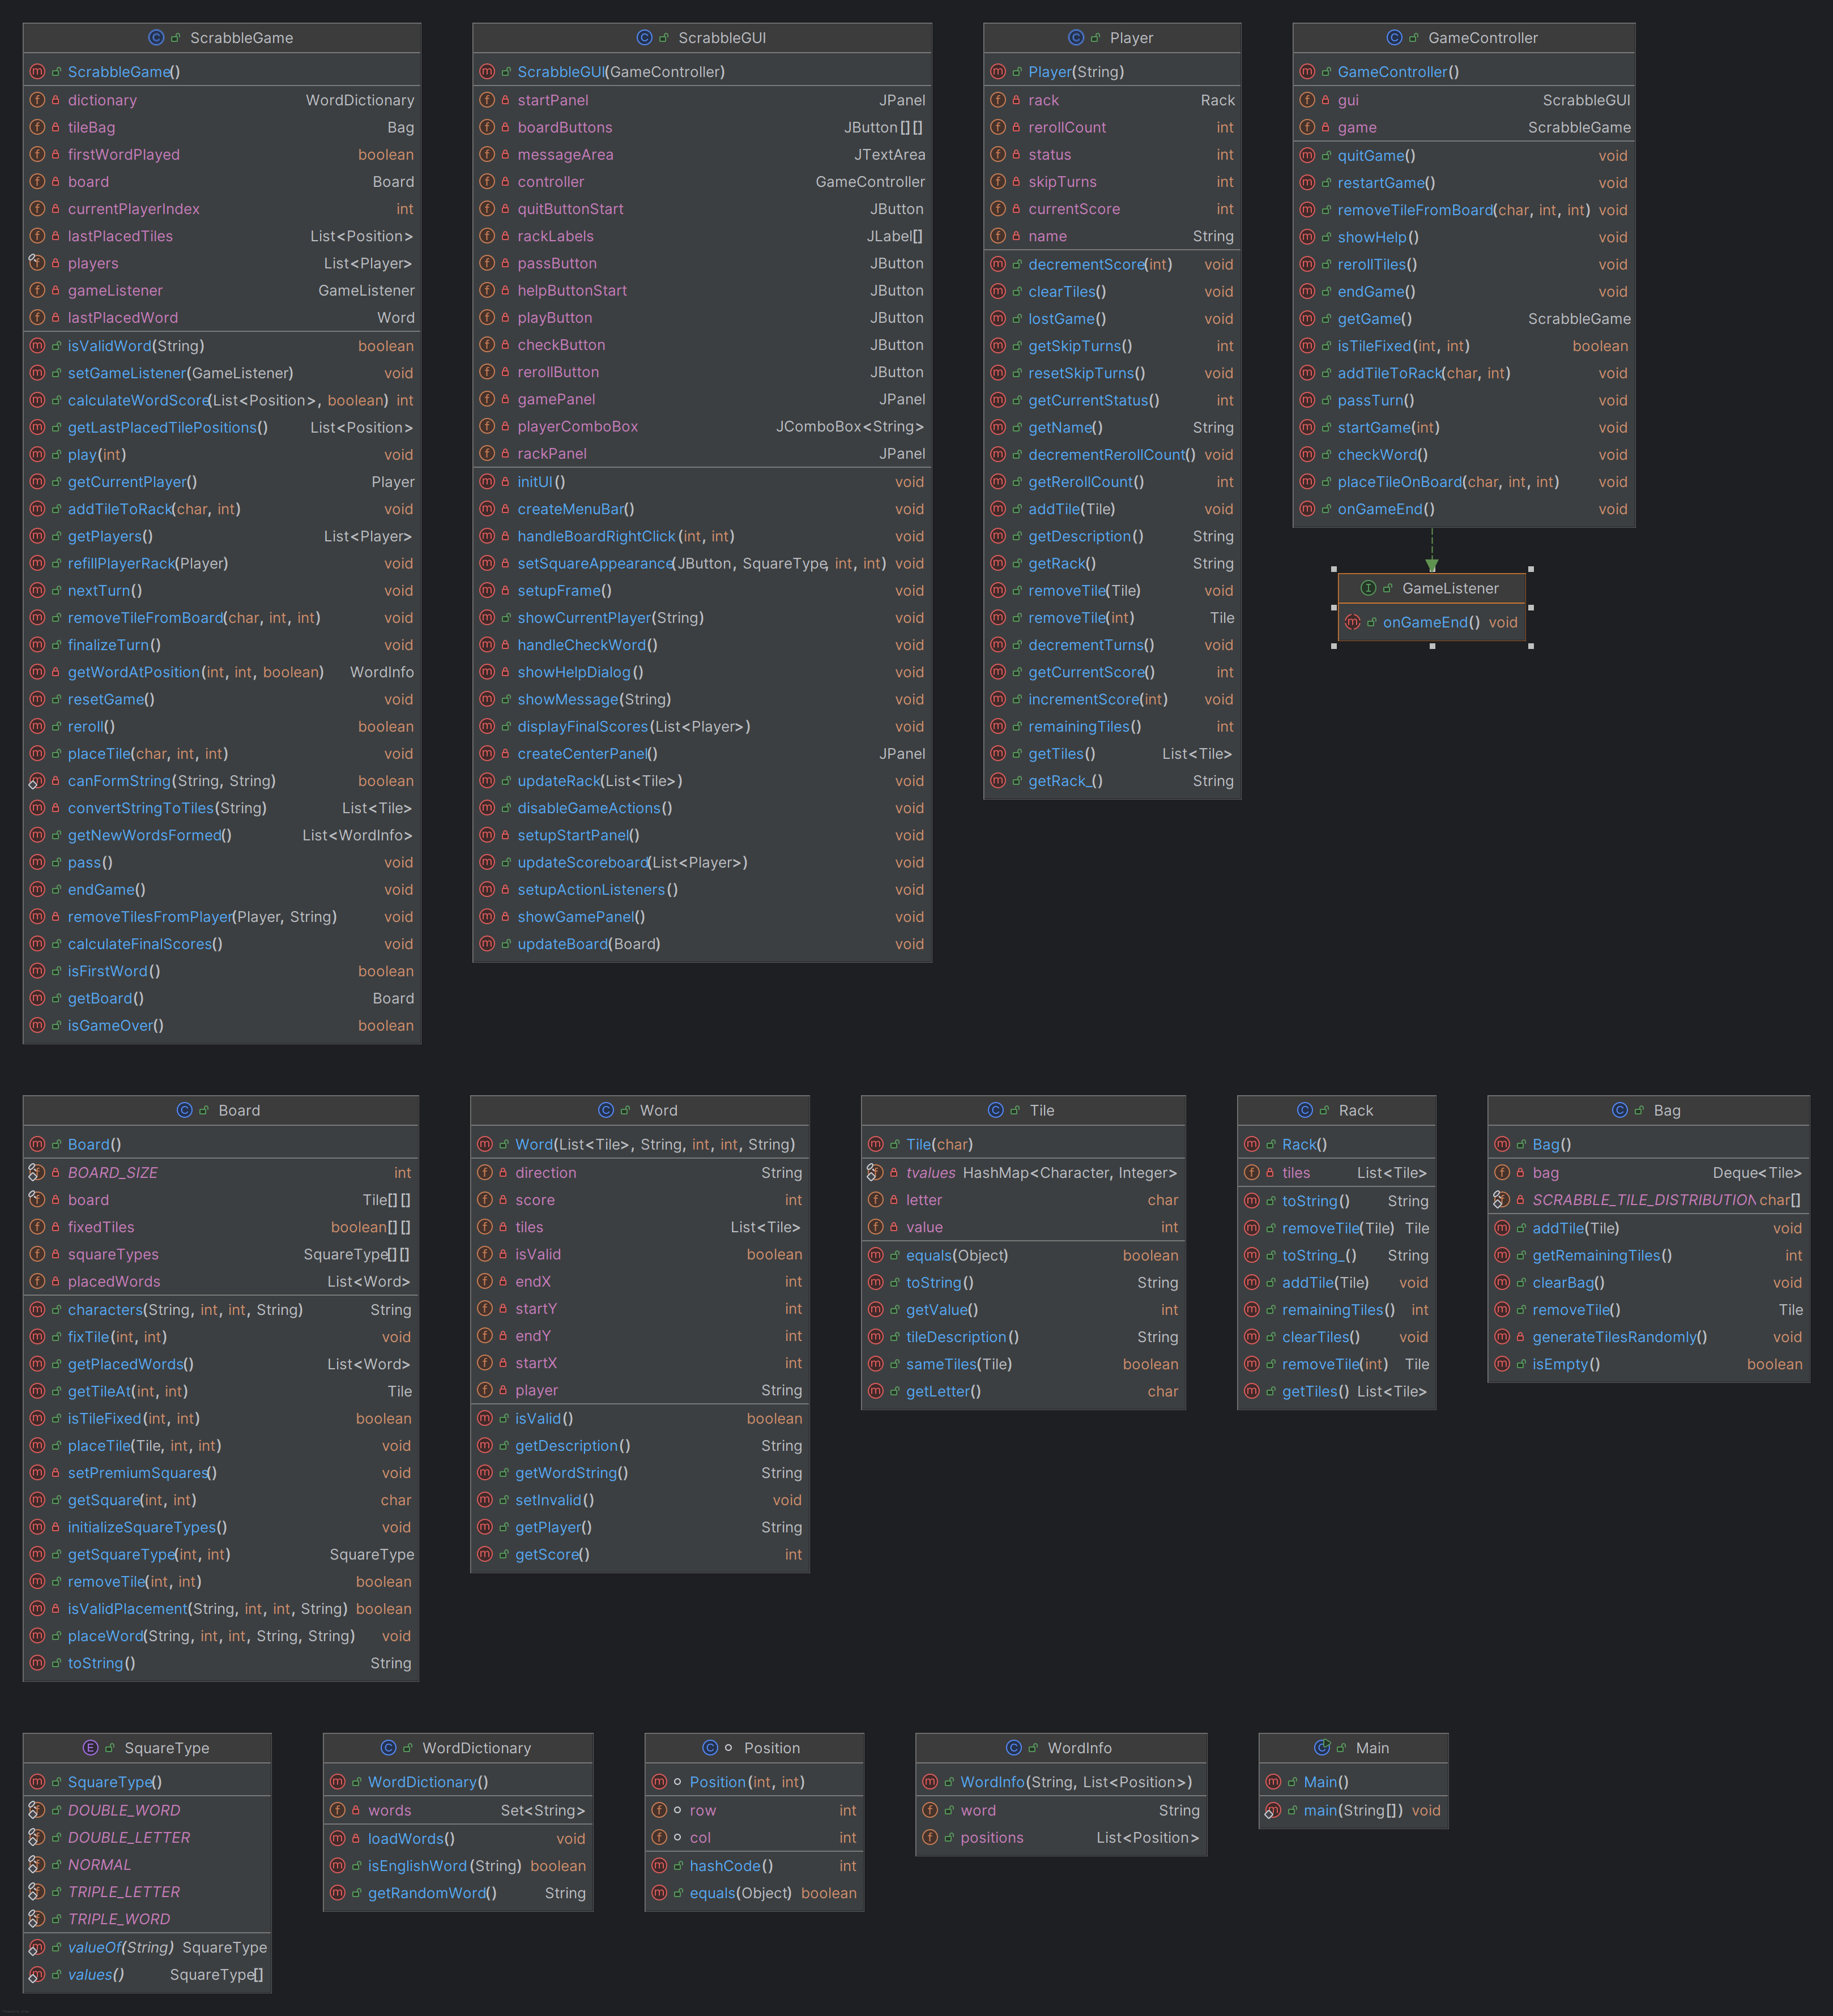 ScrabbleGame
ScrabbleGame()
dictionary WordDictionary
tileBag Bag
firstWordPlayed boolean
board Board
currentPlayerIndex int
lastPlacedTiles List<Position>
players List<Player>
gameListener GameListener
lastPlacedWord Word
isValidWord(String) boolean
setGameListener(GameListener) void
calculateWordScore(List<Position>, boolean) int
getLastPlacedTilePositions() List<Position>
play(int) void
getCurrentPlayer() Player
addTileToRack(char, int) void
getPlayers() List<Player>
refillPlayerRack(Player) void
nextTurn() void
removeTileFromBoard(char, int, int) void
finalizeTurn() void
getWordAtPosition(int, int, boolean) WordInfo
resetGame() void
reroll() boolean
placeTile(char, int, int) void
canFormString(String, String) boolean
convertStringToTiles(String) List<Tile>
getNewWordsFormed() List<WordInfo>
pass() void
endGame() void
removeTilesFromPlayer(Player, String) void
calculateFinalScores() void
isFirstWord() boolean
getBoard() Board
isGameOver() boolean
ScrabbleGUI
ScrabbleGUI(GameController)
startPanel JPanel
boardButtons JButton[][]
messageArea JTextArea
controller GameController
quitButtonStart JButton
rackLabels JLabel[]
passButton JButton
helpButtonStart JButton
playButton JButton
checkButton JButton
rerollButton JButton
gamePanel JPanel
playerComboBox JComboBox<String>
rackPanel JPanel
initUI() void
createMenuBar() void
handleBoardRightClick(int, int) void
setSquareAppearance(JButton, SquareType, int, int) void
setupFrame() void
showCurrentPlayer(String) void
handleCheckWord() void
showHelpDialog() void
showMessage(String) void
displayFinalScores(List<Player>) void
createCenterPanel() JPanel
updateRack(List<Tile>) void
disableGameActions() void
setupStartPanel() void
updateScoreboard(List<Player>) void
setupActionListeners() void
showGamePanel() void
updateBoard(Board) void
Player
Player(String)
rack Rack
rerollCount int
status int
skipTurns int
currentScore int
name String
decrementScore(int) void
clearTiles() void
lostGame() void
getSkipTurns() int
resetSkipTurns() void
getCurrentStatus() int
getName() String
decrementRerollCount() void
getRerollCount() int
addTile(Tile) void
getDescription() String
getRack() String
removeTile(Tile) void
removeTile(int) Tile
decrementTurns() void
getCurrentScore() int
incrementScore(int) void
remainingTiles() int
getTiles() List<Tile>
getRack_() String
GameController
GameController()
gui ScrabbleGUI
game ScrabbleGame
quitGame() void
restartGame() void
removeTileFromBoard(char, int, int) void
showHelp() void
rerollTiles() void
endGame() void
getGame() ScrabbleGame
isTileFixed(int, int) boolean
addTileToRack(char, int) void
passTurn() void
startGame(int) void
checkWord() void
placeTileOnBoard(char, int, int) void
onGameEnd() void
GameListener
onGameEnd() void
Board
Board()
BOARD_SIZE int
board Tile[][]
fixedTiles boolean[][]
squareTypes SquareType[][]
placedWords List<Word>
characters(String, int, int, String) String
fixTile(int, int) void
getPlacedWords() List<Word>
getTileAt(int, int) Tile
isTileFixed(int, int) boolean
placeTile(Tile, int, int) void
setPremiumSquares() void
getSquare(int, int) char
initializeSquareTypes() void
getSquareType(int, int) SquareType
removeTile(int, int) boolean
isValidPlacement(String, int, int, String) boolean
placeWord(String, int, int, String, String) void
toString() String
Word
Word(List<Tile>, String, int, int, String)
direction String
score int
tiles List<Tile>
isValid boolean
endX int
startY int
endY int
startX int
player String
isValid() boolean
getDescription() String
getWordString() String
setInvalid() void
getPlayer() String
getScore() int
Tile
Tile(char)
tvalues HashMap<Character, Integer>
letter char
value int
equals(Object) boolean
toString() String
getValue() int
tileDescription() String
sameTiles(Tile) boolean
getLetter() char
Rack
Rack()
tiles List<Tile>
toString() String
removeTile(Tile) Tile
toString_() String
addTile(Tile) void
remainingTiles() int
clearTiles() void
removeTile(int) Tile
getTiles() List<Tile>
Bag
Bag()
bag Deque<Tile>
SCRABBLE_TILE_DISTRIBUTION char[]
addTile(Tile) void
getRemainingTiles() int
clearBag() void
removeTile() Tile
generateTilesRandomly() void
isEmpty() boolean
SquareType
SquareType()
DOUBLE_WORD
DOUBLE_LETTER
NORMAL
TRIPLE_LETTER
TRIPLE_WORD
valueOf(String) SquareType
values() SquareType[]
WordDictionary
WordDictionary()
words Set<String>
loadWords() void
isEnglishWord(String) boolean
getRandomWord() String
Position
Position(int, int)
row int
col int
hashCode() int
equals(Object) boolean
WordInfo
WordInfo(String, List<Position>)
word String
positions List<Position>
Main
Main()
main(String[]) void